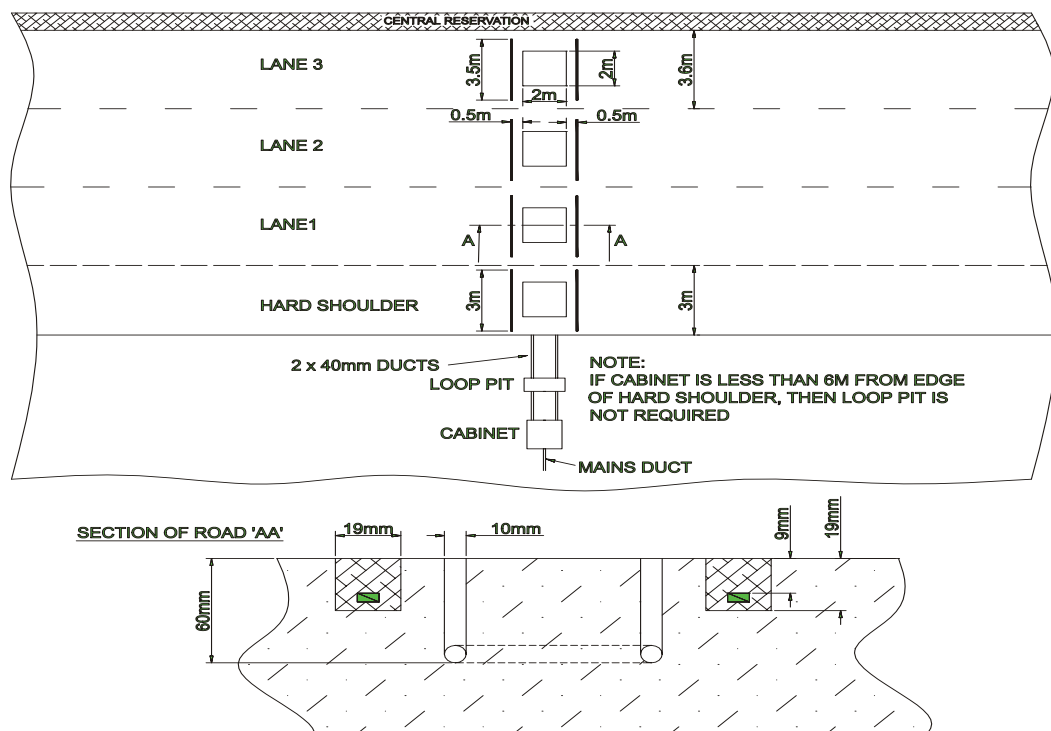 CENTRAL RESERVATION
LANE 3
3.5m
2m
3.6m
2m
0.5m
0.5m
LANE 2
LANE1
A
A
HARD SHOULDER
3m
3m
2 x 40mm DUCTS
LOOP PIT
CABINET
MAINS DUCT
NOTE:
IF CABINET IS LESS THAN 6M FROM EDGE
OF HARD SHOULDER, THEN LOOP PIT IS
NOT REQUIRED
SECTION OF ROAD 'AA'
19mm
10mm
9mm
19mm
60mm